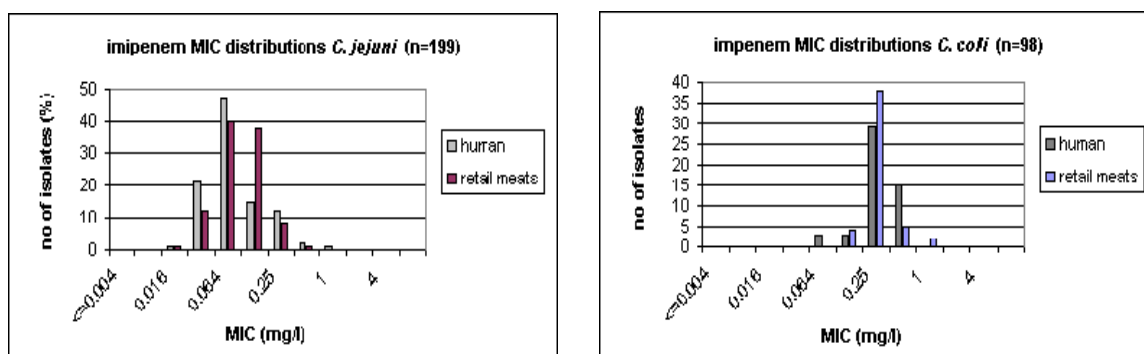 imipenem MIC distributions C. jejuni (n=199)
no of isolates (%)
50
40
30
20
10
0
<=0.004
0.016
0.064
0.25
1
4
MIC (mg/l)
human
retail meats
impenem MIC distributions C. coli (n=98)
no of isolates
40
35
30
25
20
15
10
5
0
<=0.004
0.016
0.064
0.25
1
4
MIC (mg/l)
human
retail meats